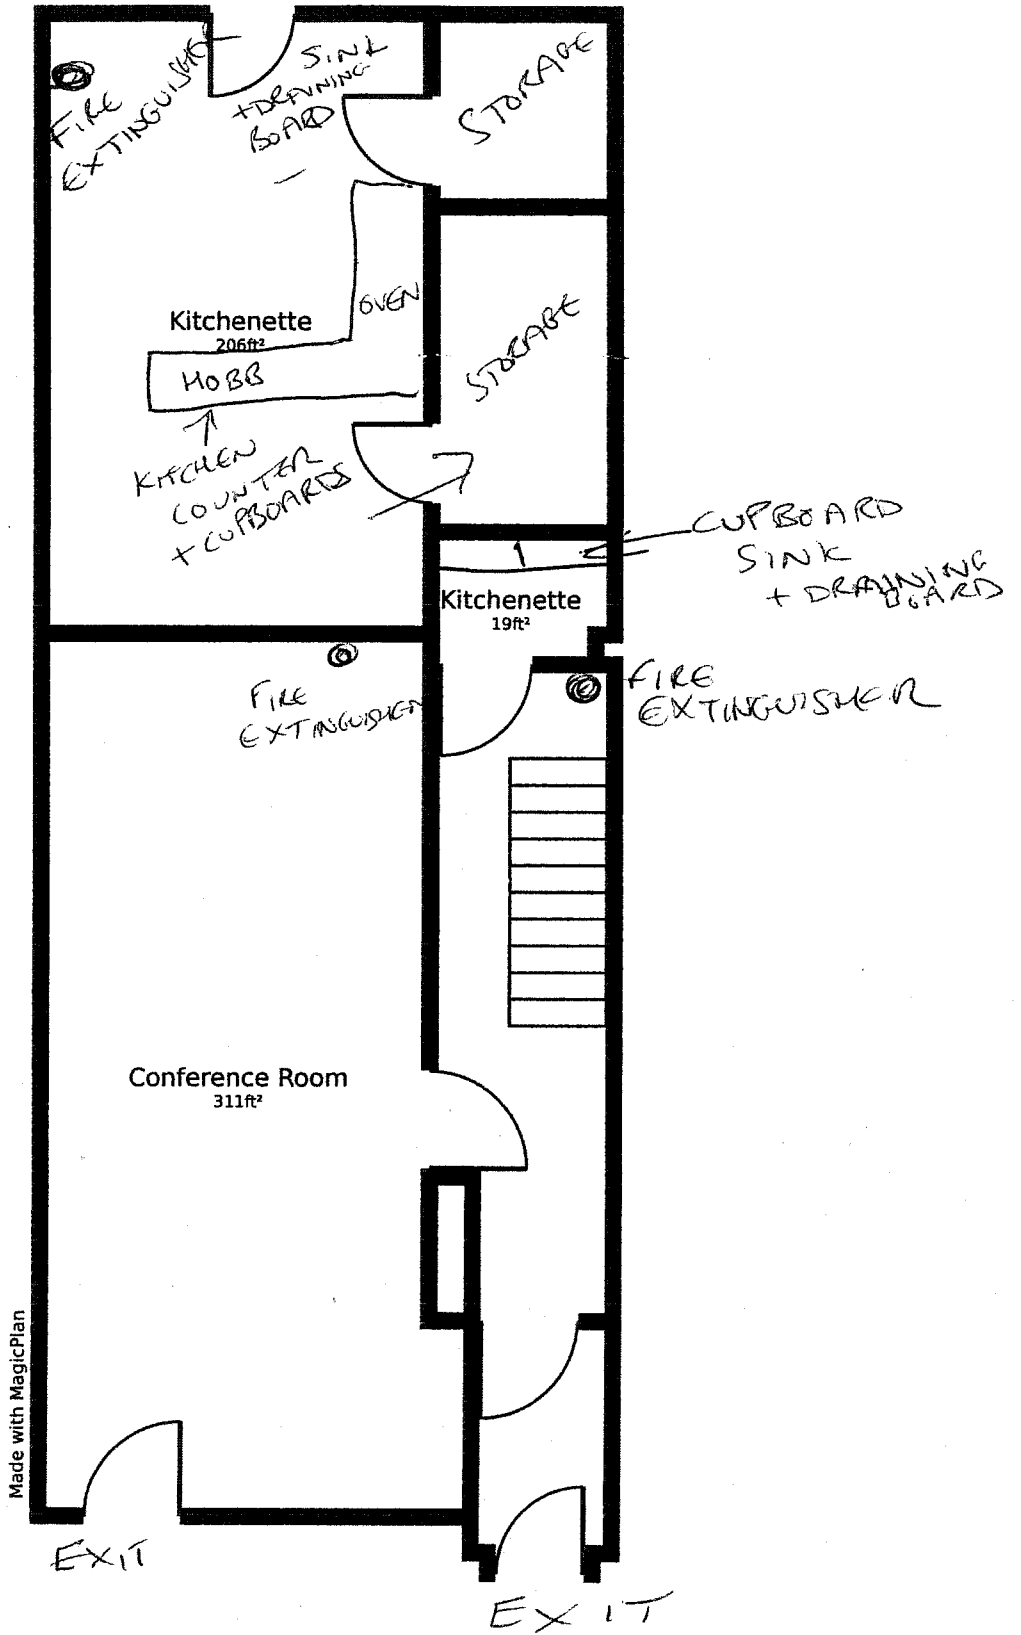 FIRE
EXTINGUISHER
SINK
+DRAINING
BOARD
STORAGE
OVEN
Kitchenette
206ft²
HOBB
STORAGE
KITCHEN
COUNTER
+ CUPBOARDS
CUPBOARD
SINK
+ DRAINING
BOARD
Kitchenette
19ft²
FIRE
EXTINGUISHER
FIRE
EXTINGUISHER
Conference Room
311ft²
Made with MagicPlan
EXIT
EXIT